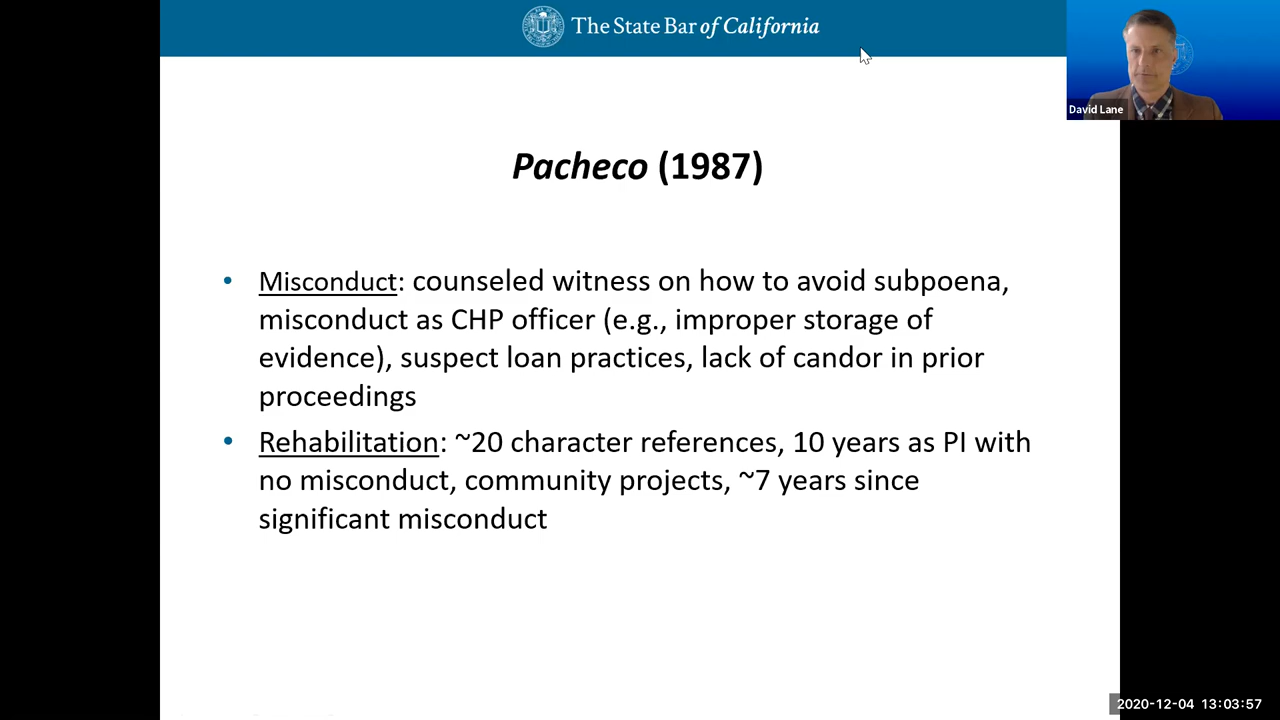 The State Bar of California
David Lane
Pacheco (1987)
• Misconduct: counseled witness on how to avoid subpoena,
misconduct as CHP officer (e.g., improper storage of
evidence), suspect loan practices, lack of candor in prior
proceedings
• Rehabilitation: ~20 character references, 10 years as PI with
no misconduct, community projects, ~7 years since
significant misconduct
2020-12-04 13:03:57